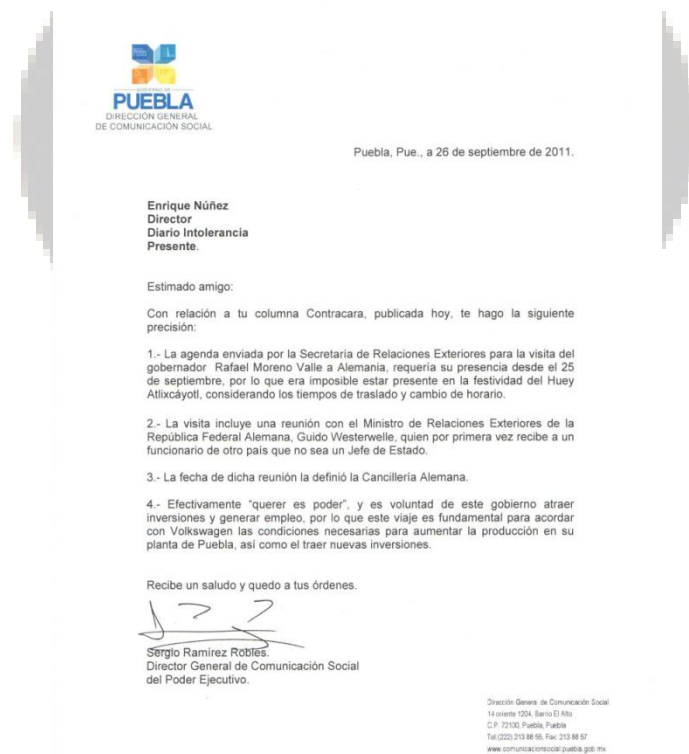 GOBIERNO DE
PUEBLA
DIRECCIÓN GENERAL
DE COMUNICACIÓN SOCIAL
Puebla, Pue., a 26 de septiembre de 2011.
Enrique Núñez
Director
Diario Intolerancia
Presente.
Estimado amigo:
Con relación a tu columna Contracara, publicada hoy, te hago la siguiente
precisión:
1.- La agenda enviada por la Secretaría de Relaciones Exteriores para la visita del
gobernador Rafael Moreno Valle a Alemania, requería su presencia desde el 25
de septiembre, por lo que era imposible estar presente en la festividad del Huey
Atlixcáyotl, considerando los tiempos de traslado y cambio de horario.
2.- La visita incluye una reunión con el Ministro de Relaciones Exteriores de la
República Federal Alemana, Guido Westerwelle, quien por primera vez recibe a un
funcionario de otro país que no sea un Jefe de Estado.
3.- La fecha de dicha reunión la definió la Cancillería Alemana.
4.- Efectivamente “querer es poder”, y es voluntad de este gobierno atraer
inversiones y generar empleo, por lo que este viaje es fundamental para acordar
con Volkswagen las condiciones necesarias para aumentar la producción en su
planta de Puebla, así como el traer nuevas inversiones.
Recibe un saludo y quedo a tus órdenes.
Sergio Ramírez Robles.
Director General de Comunicación Social
del Poder Ejecutivo.
Dirección General de Comunicación Social
14 oriente 1204, Barrio El Alto
C.P. 72100, Puebla, Puebla
Tel:(222) 213 88 56, Fax: 213 88 57
www.comunicacionsocial.puebla.gob.mx